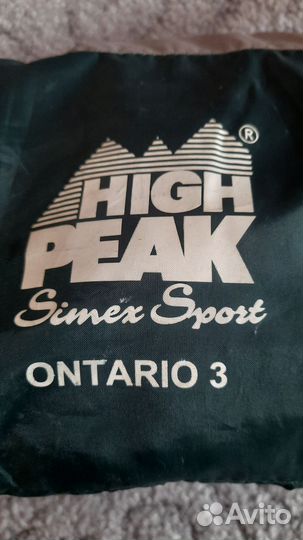 HIGH ®
PEAK
Simex Sport
ONTARIO 3
Avito